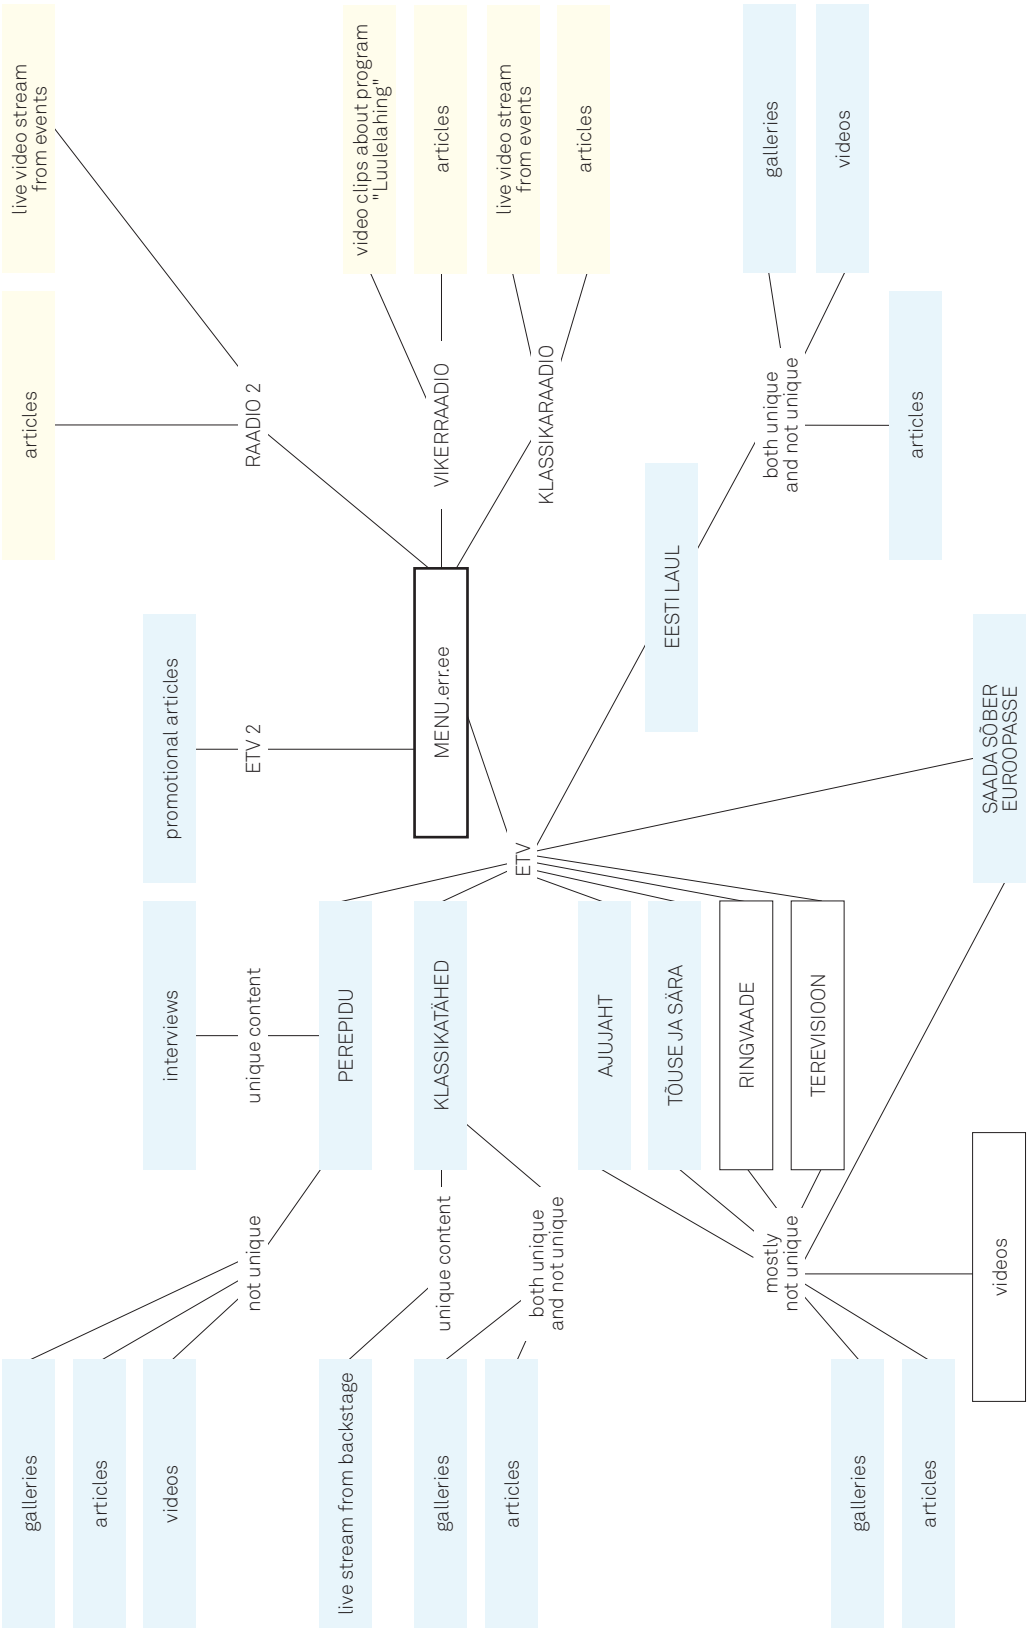 galleries
articles
live video stream
from events
articles
videos
interviews
promotional articles
not unique
unique content
ETV 2
RAADIO 2
live stream from backstage
PEREPIDU
video clips about program
"Luulelahing"
galleries
unique content
KLASSIKATÄHED
MENU.err.ee
VIKERRAADIO
articles
articles
both unique
and not unique
ETV
KLASSIKARAADIO
live video stream
from events
articles
AJUJAHT
TÕUSE JA SÄRA
EESTI LAUL
RINGVAADE
both unique
and not unique
galleries
mostly
not unique
TEREVISIOON
videos
galleries
articles
articles
videos
SAADA SÕBER
EUROOPASSE